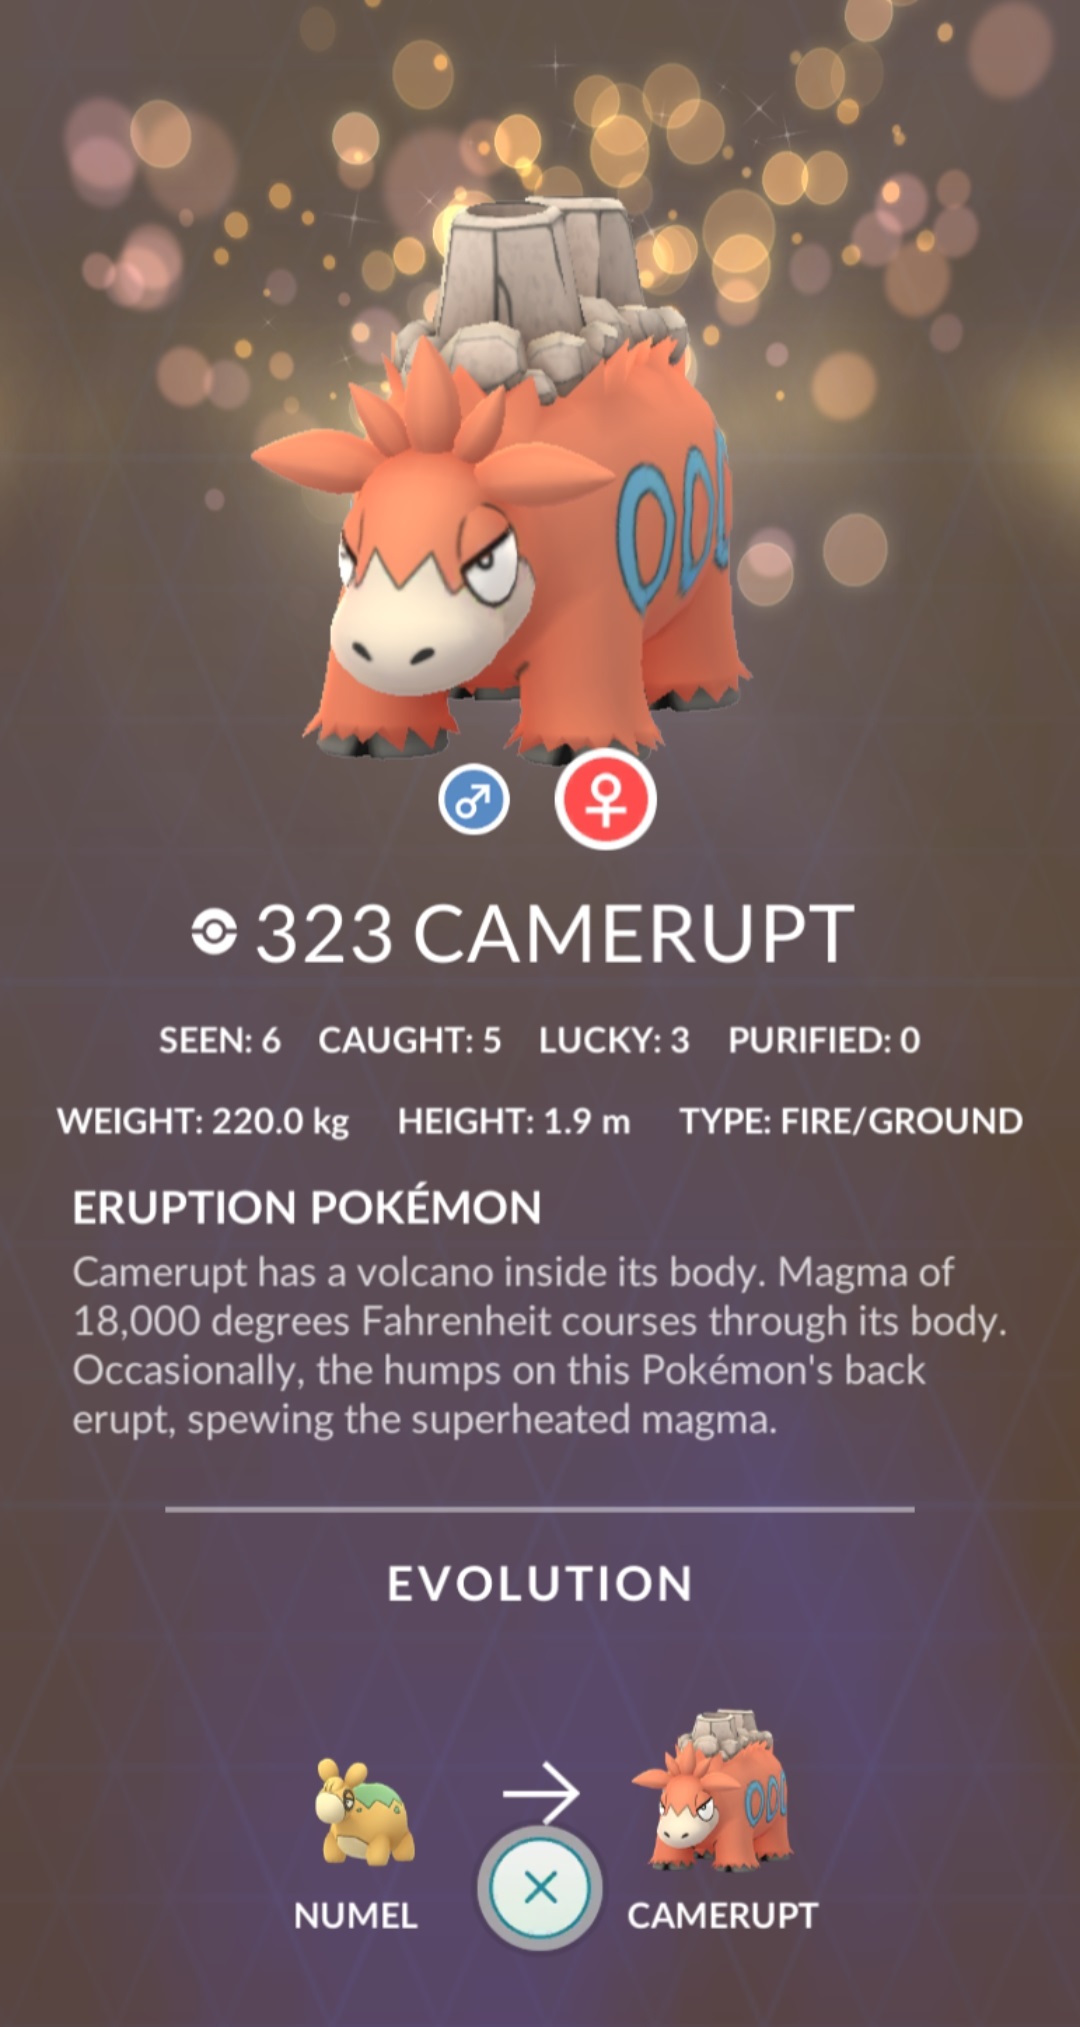 323 CAMERUPT
SEEN: 6 CAUGHT: 5 LUCKY: 3 PURIFIED: 0
WEIGHT: 220.0 kg HEIGHT: 1.9 m TYPE: FIRE/GROUND
ERUPTION POKÉMON
Camerupt has a volcano inside its body. Magma of
18,000 degrees Fahrenheit courses through its body.
Occasionally, the humps on this Pokémon's back
erupt, spewing the superheated magma.
EVOLUTION
NUMEL CAMERUPT